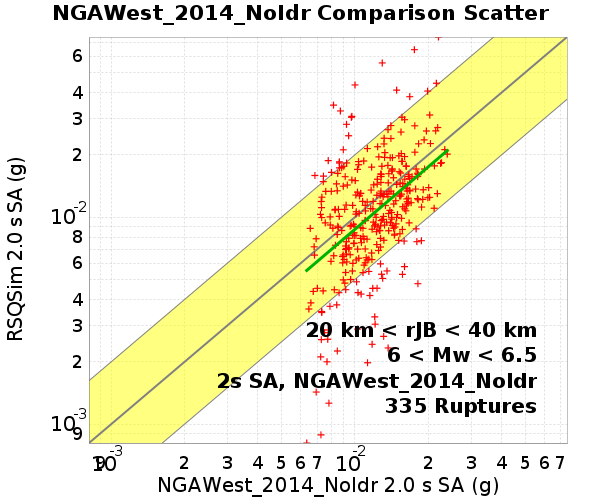 NGAWest_2014_NoIdr Comparison Scatter
RSQSim 2.0 s SA (g)
6
4
3
2
10-2
8
6
4
3
2
10-3
9
20 km < rJB < 40 km
6 < Mw < 6.5
2s SA, NGAWest_2014_NoIdr
335 Ruptures
9 10-3 2 3 4 5 6 7 10-2 2 3 4 5 6 7
NGAWest_2014_NoIdr 2.0 s SA (g)